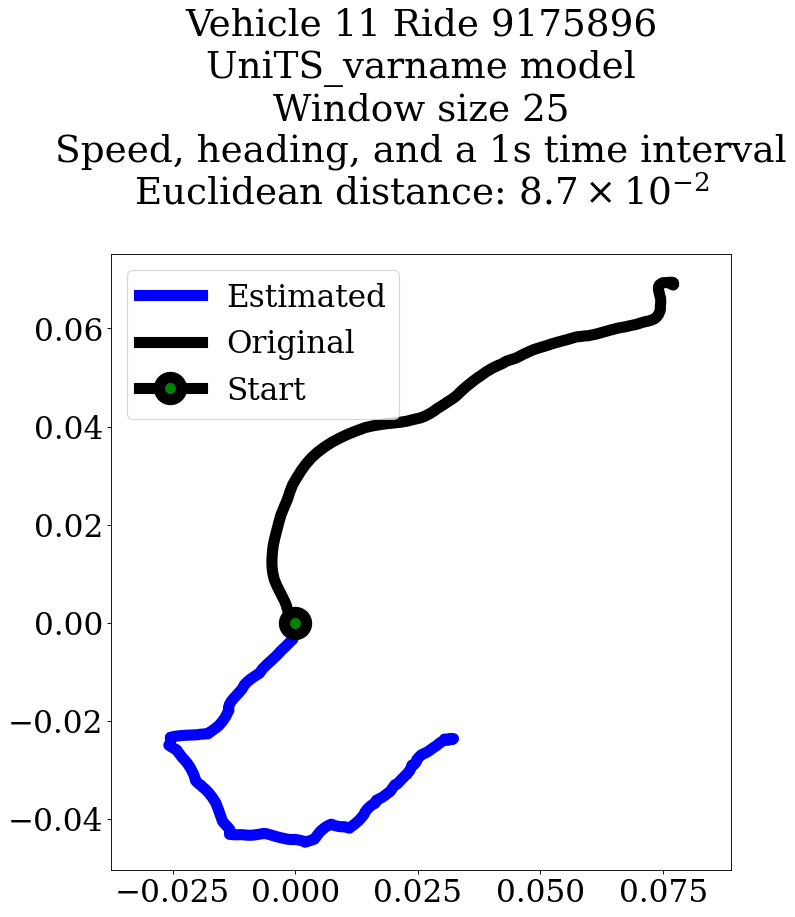 Vehicle 11 Ride 9175896
UniTS_varname model
Window size 25
Speed, heading, and a 1s time interval
Euclidean distance: 8.7 × 10⁻²
Estimated
Original
Start
0.06
0.04
0.02
0.00
−0.02
−0.04
−0.025 0.000 0.025 0.050 0.075